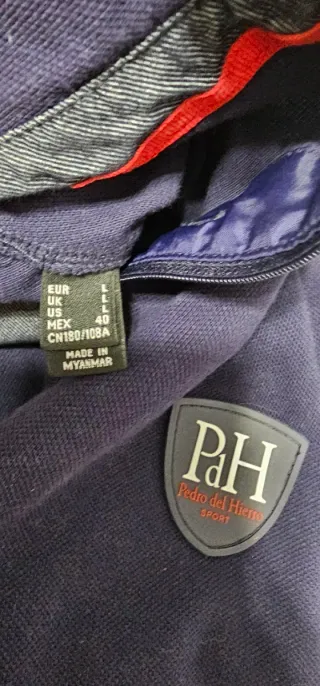 EUR L
UK L
US L
MEX 40
CN180/108A
MADE IN
MYANMAR
PdH
Pedro del Hierro
SPORT